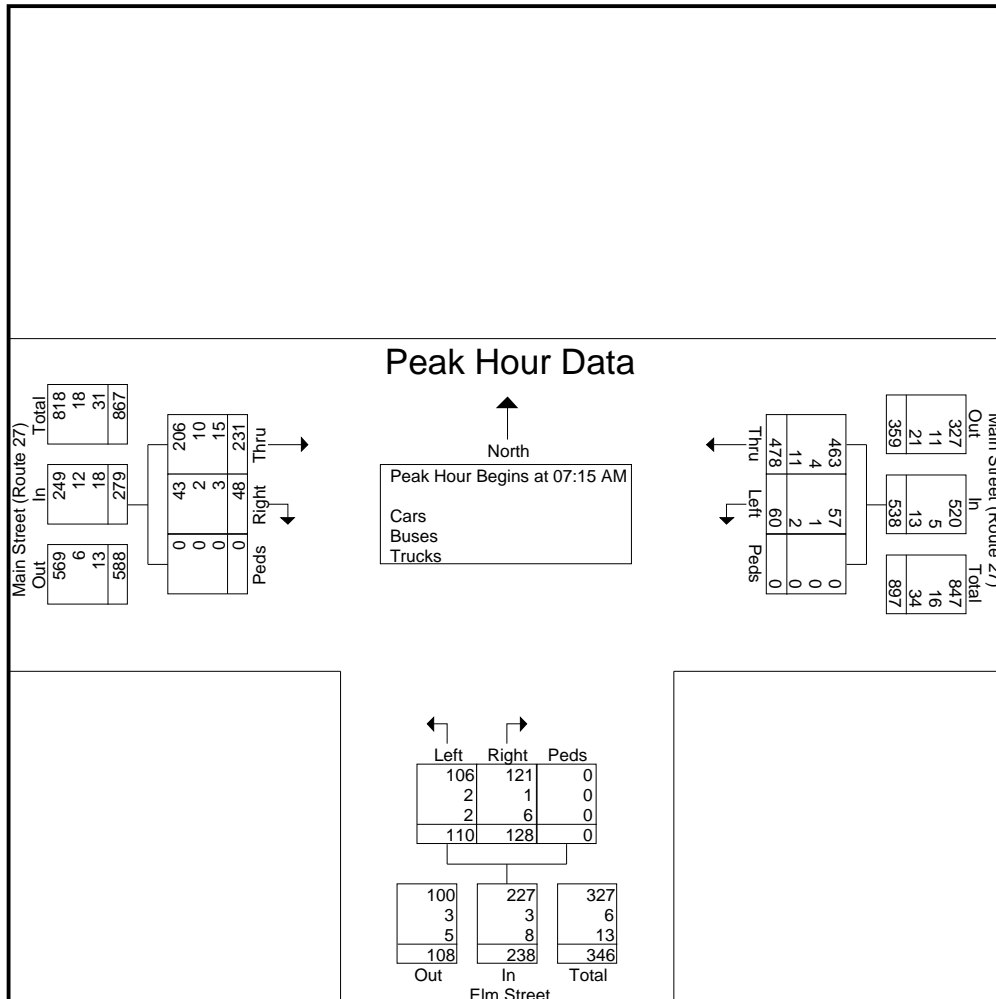 Peak Hour Data
North
Peak Hour Begins at 07:15 AM
Cars
Buses
Trucks
Main Street (Route 27)
Total
818
18
31
867
In
249
12
18
279
Out
569
6
13
588
Thru
206
10
15
231
Right
43
2
3
48
Peds
0
0
0
0
Thru
463
4
11
478
Left
57
1
2
60
Peds
0
0
0
0
Main Street (Route 27)
Out
327
11
21
359
In
520
5
13
538
Total
847
16
34
897
Left Right Peds
106 121 0
2 1 0
2 6 0
110 128 0
100 227 327
3 3 6
5 8 13
108 238 346
Out In Total
Elm Street